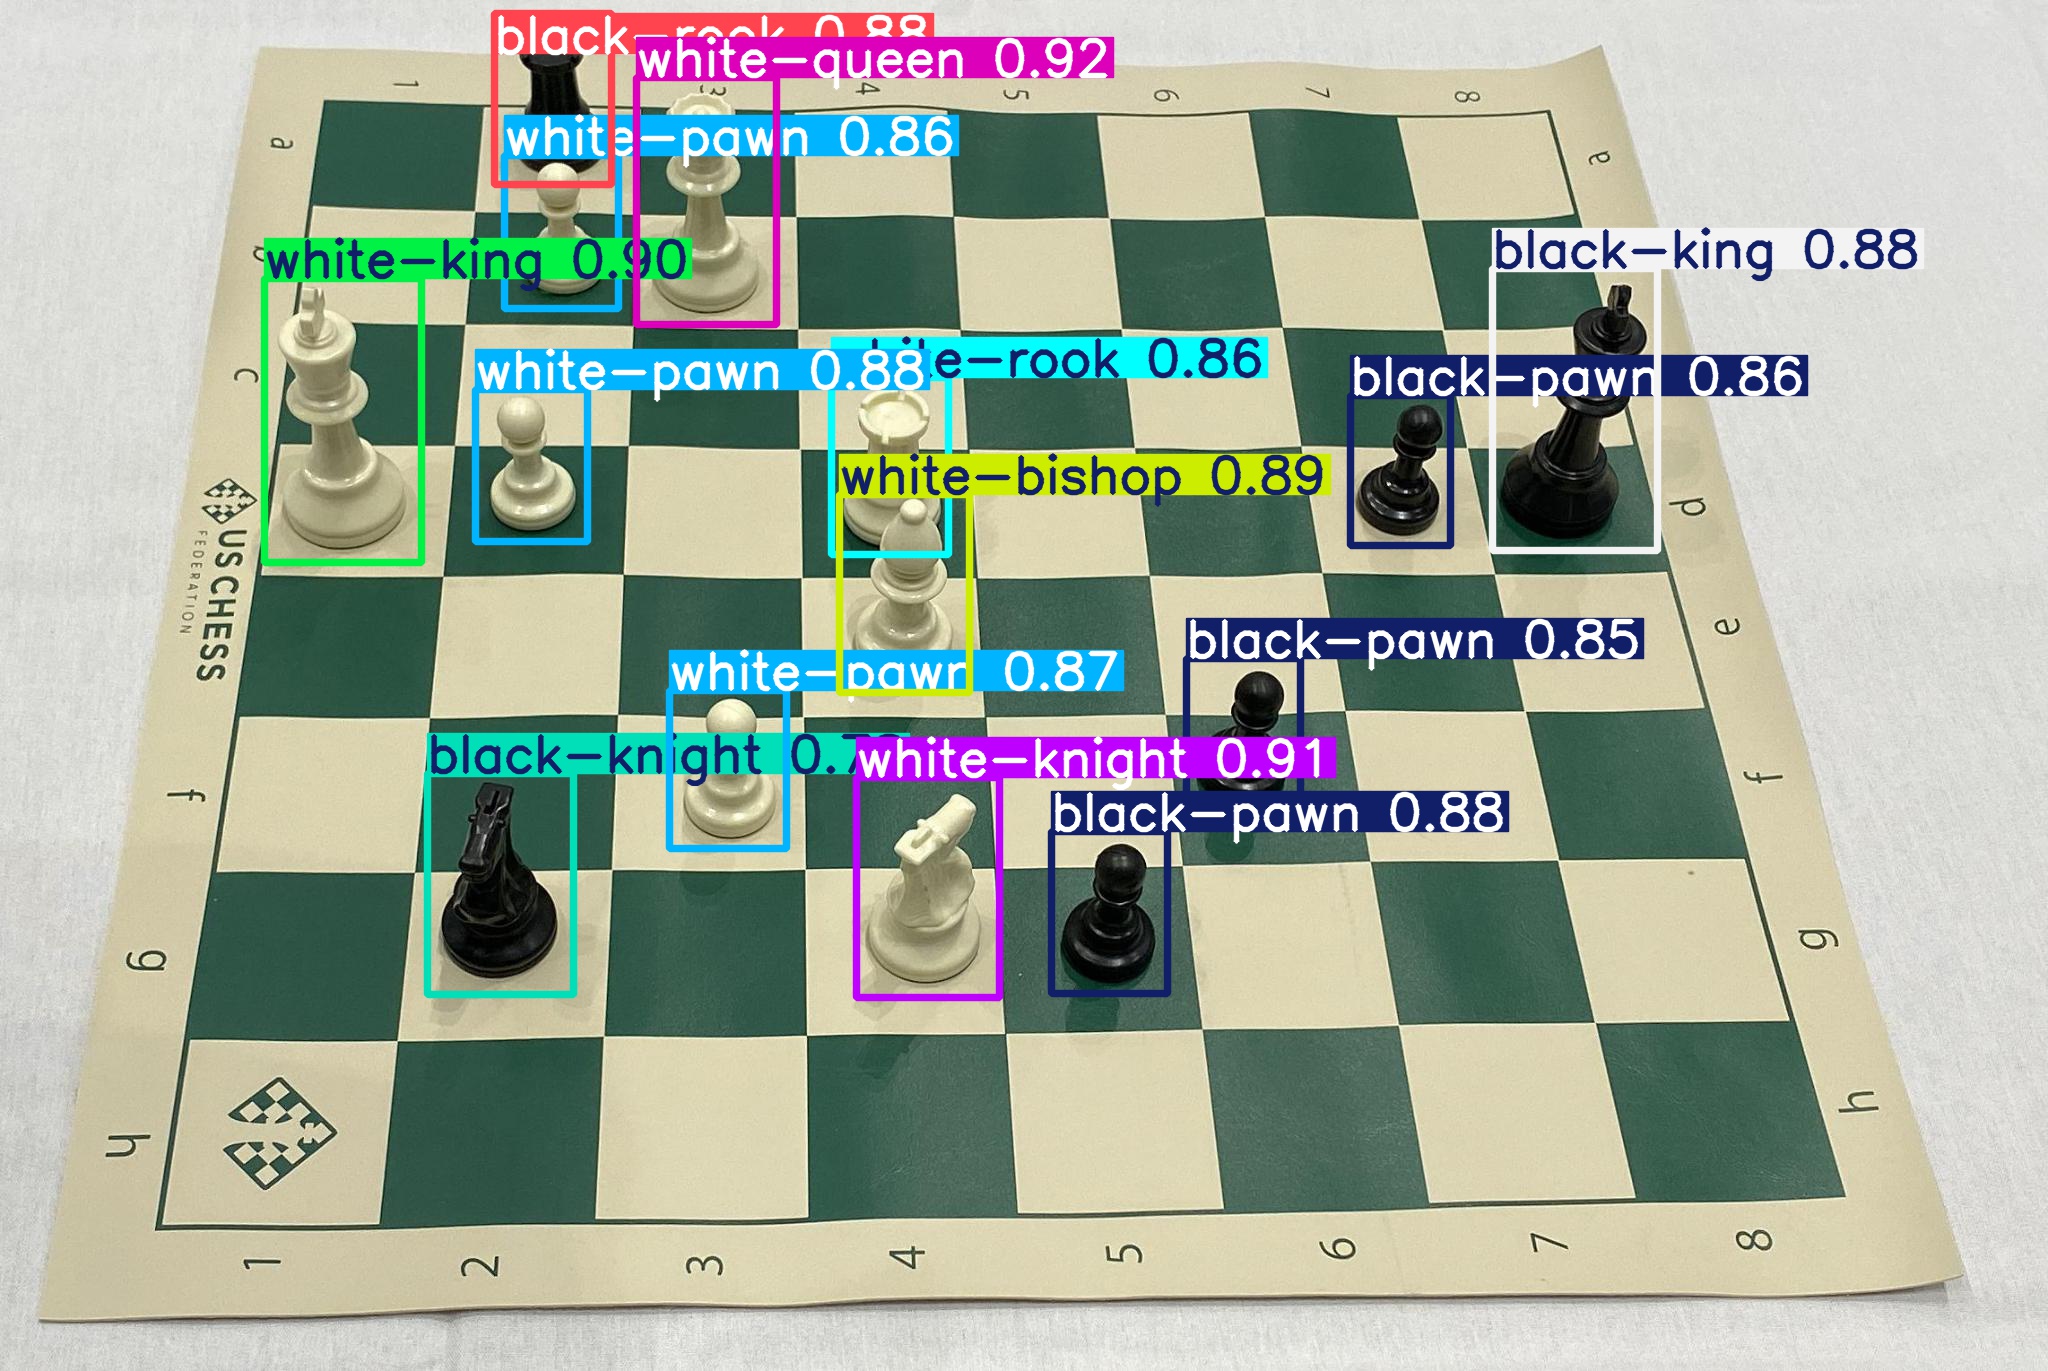 black-rook 0.88
white-queen 0.92
1
3
4
5
6
7
8
white-pawn 0.86
a
a
b
white-king 0.90
black-king 0.88
white-rook 0.86
white-pawn 0.88
c
black-pawn 0.86
white-bishop 0.89
d
US CHESS
FEDERATION
e
black-pawn 0.85
white-pawn 0.87
black-knight
white-knight 0.91
f
f
black-pawn 0.88
g
g
h
h
1
2
3
4
5
6
7
8